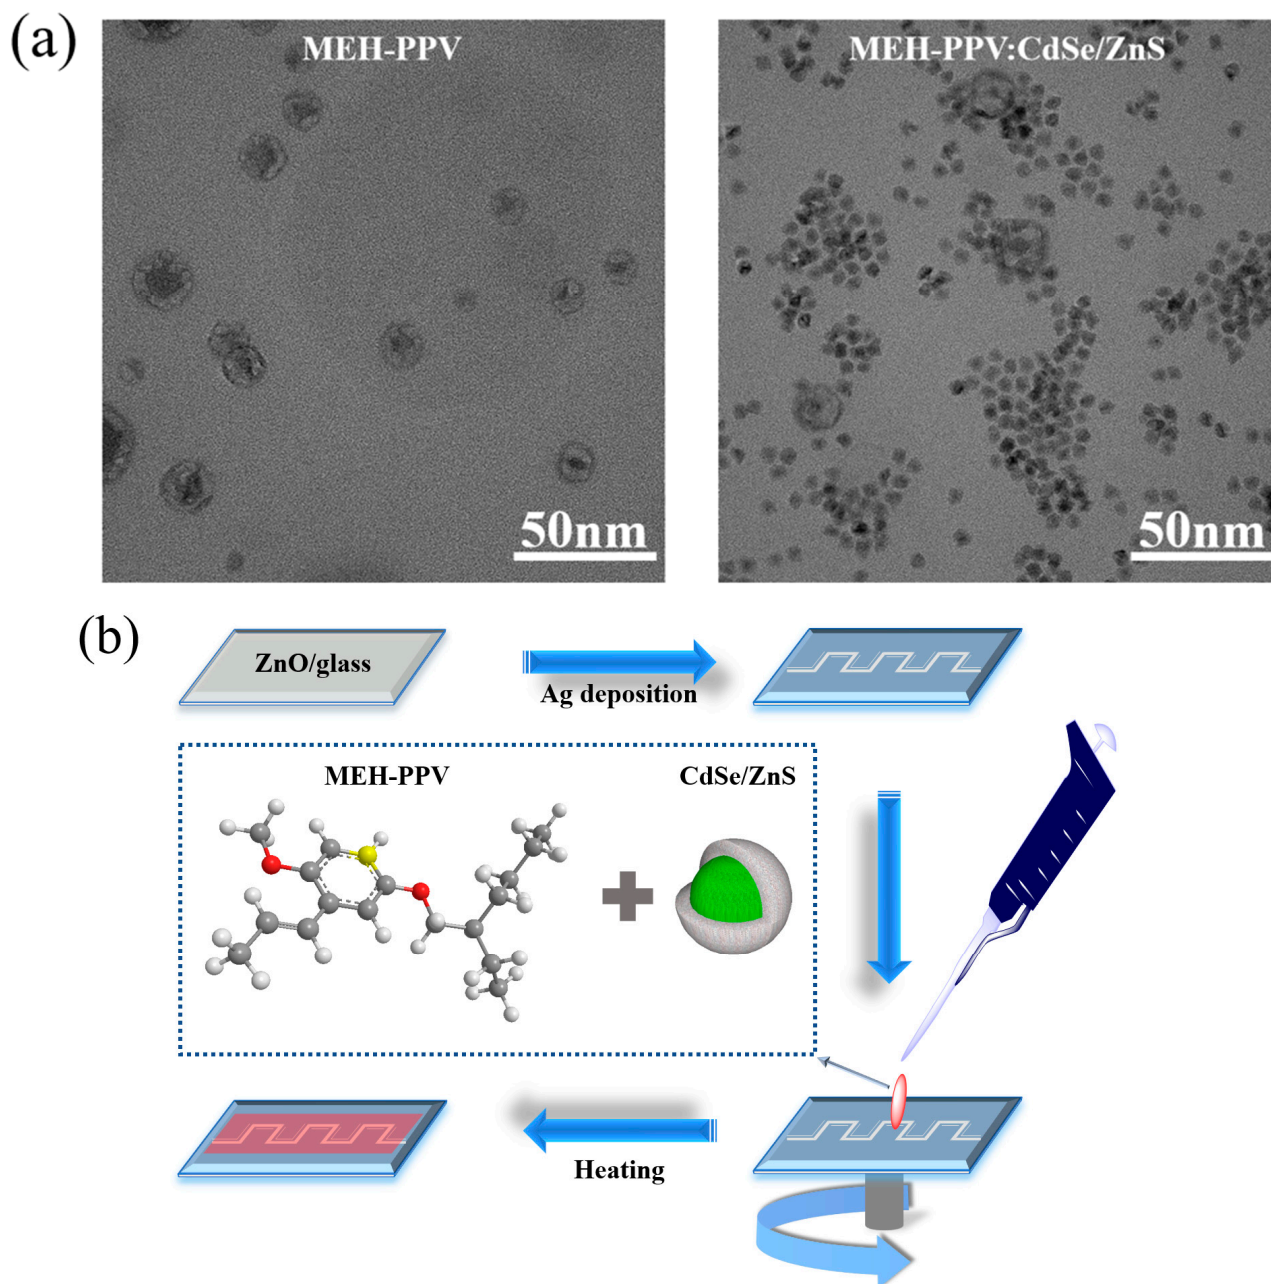 (a)
MEH-PPV
MEH-PPV:CdSe/ZnS
50nm
50nm
(b)
ZnO/glass
Ag deposition
MEH-PPV
CdSe/ZnS
Heating